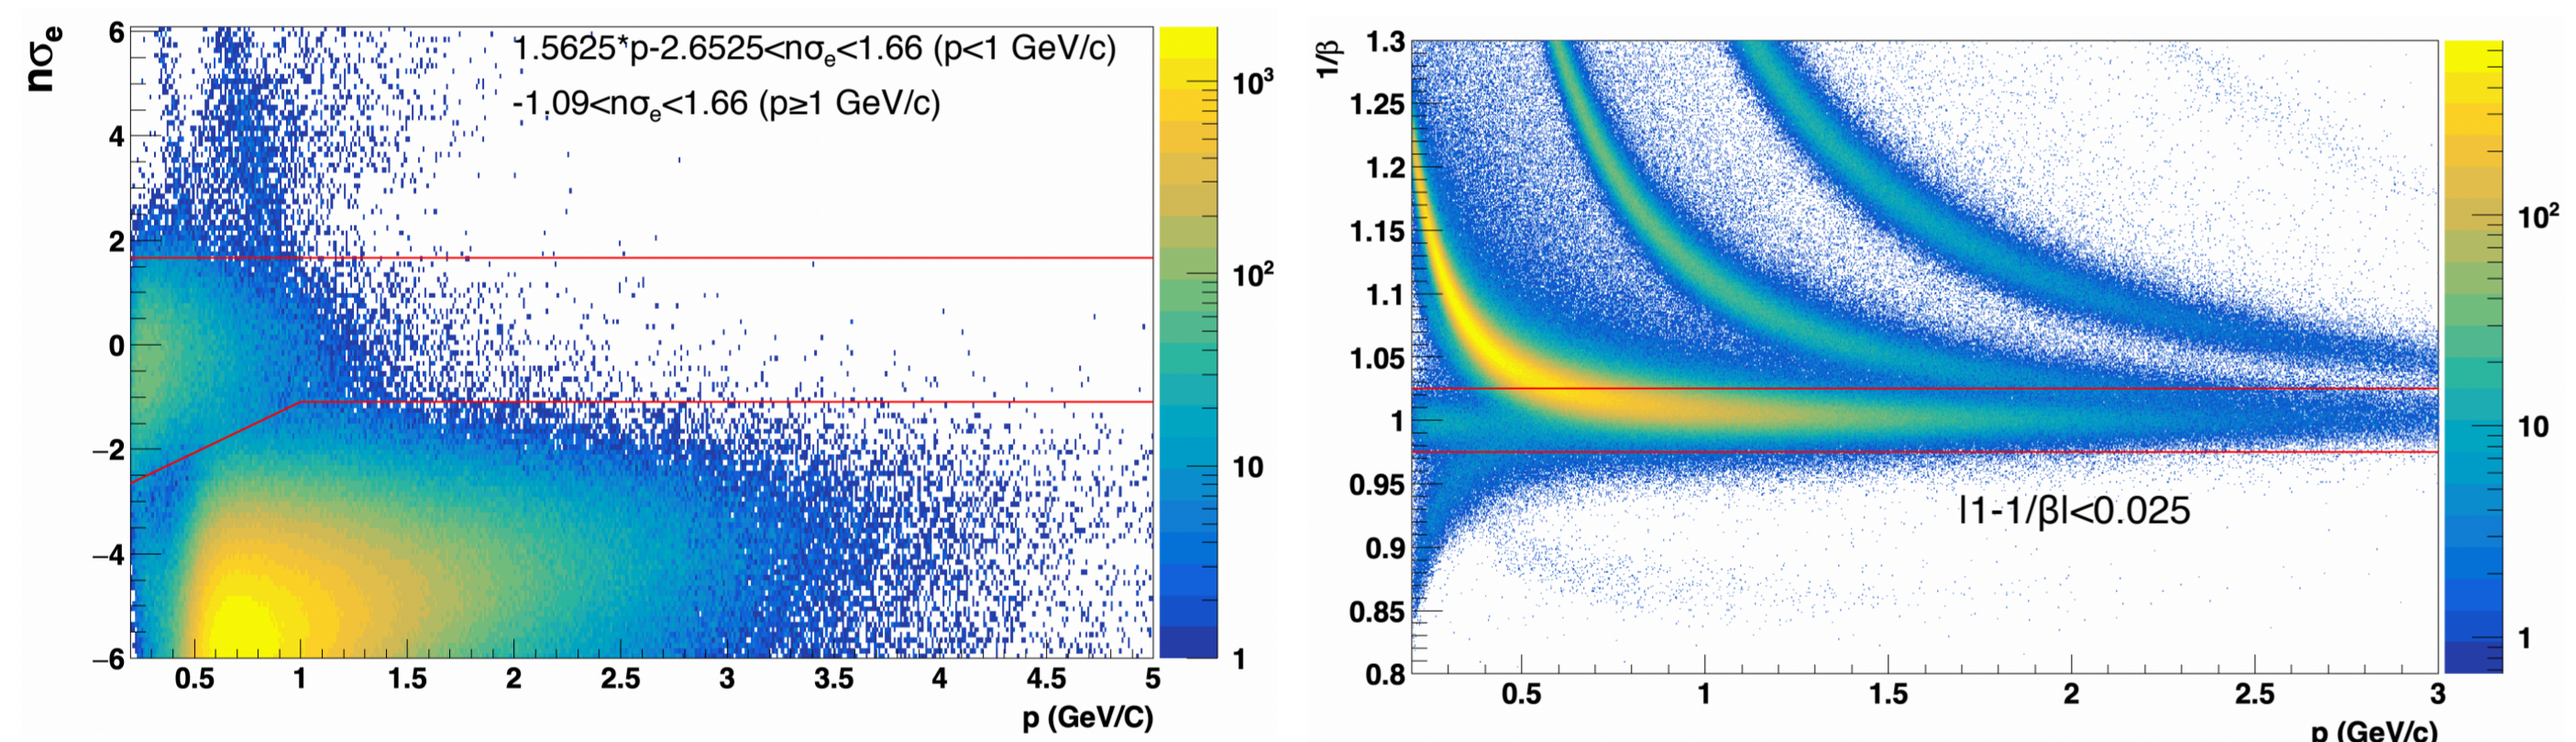 nσe
6
4
2
0
−2
−4
−6
1.5625*p-2.6525<nσe<1.66 (p<1 GeV/c)
-1.09<nσe<1.66 (p≥1 GeV/c)
0.5 1 1.5 2 2.5 3 3.5 4 4.5 5
p (GeV/C)
10³
10²
10
1
1/β
1.3
1.25
1.2
1.15
1.1
1.05
1
0.95
0.9
0.85
0.8
|1-1/β|<0.025
0.5 1 1.5 2 2.5 3
p (GeV/c)
10²
10
1